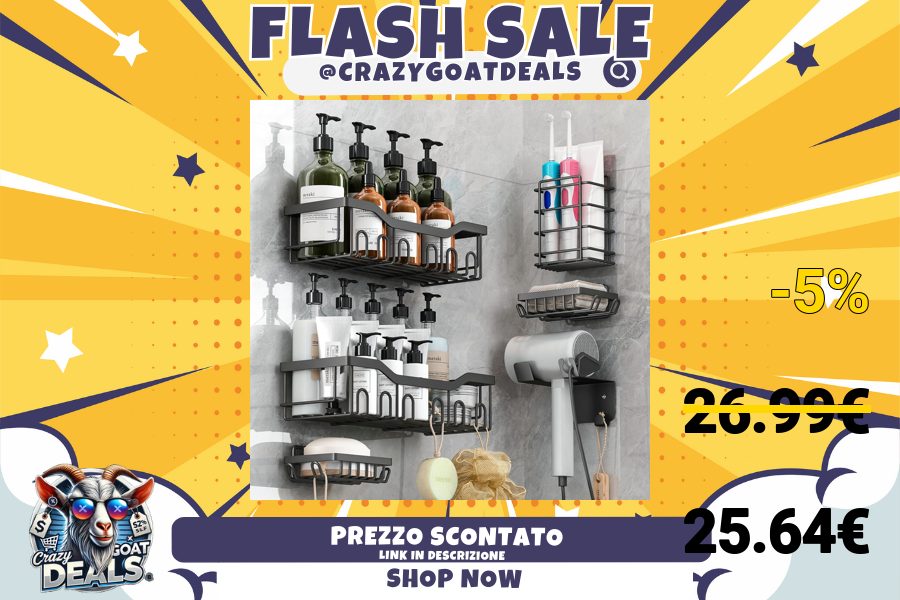 FLASH SALE
@CRAZYGOATDEALS
-5%
26.99€
25.64€
PREZZO SCONTATO
LINK IN DESCRIZIONE
SHOP NOW
$
Crazy
GOAT
DEALS